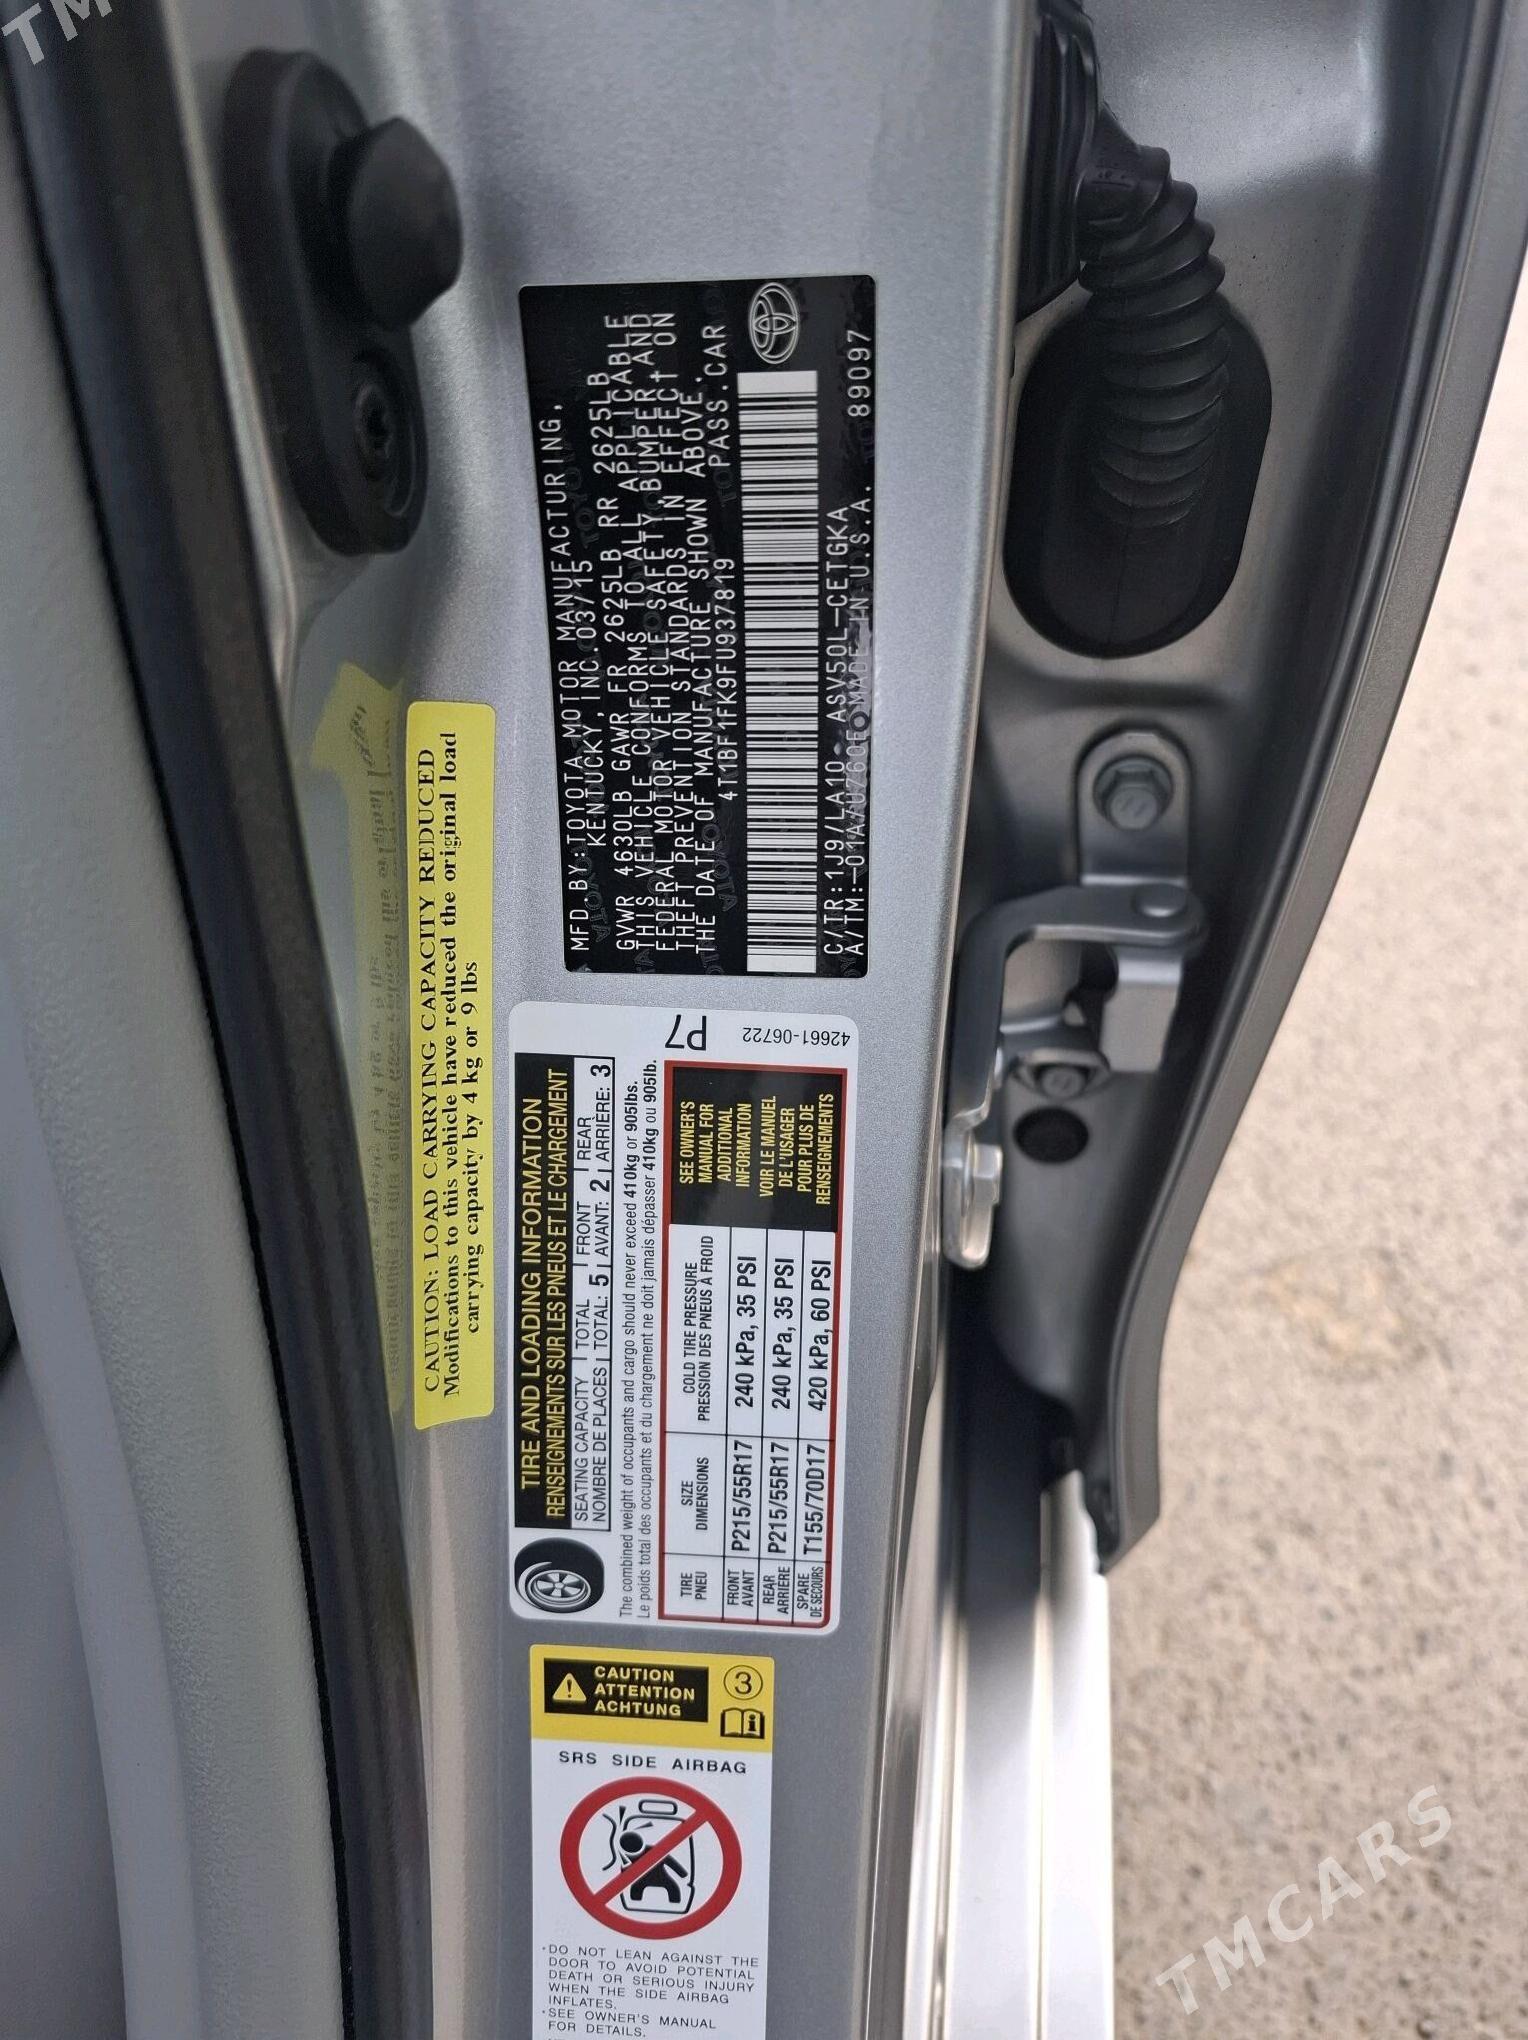 TM
MFD.BY:TOYOTA MOTOR MANUFACTURING,
KENTUCKY, INC. 03/15
GVWR 4630LB GAWR FR 2625LB RR 2625LB
THIS VEHICLE CONFORMS TO ALL APPLICABLE
FEDERAL MOTOR VEHICLE SAFETY, BUMPER, AND
THEFT PREVENTION STANDARDS IN EFFECT ON
THE DATE OF MANUFACTURE SHOWN ABOVE.
4T1BF1FK9FU937819 PASS.CAR
C/TR:1J9/LA10 ASV50L-CETGKA
A/TM:-01A/U760E MADE IN U.S.A. 89097
CAUTION: LOAD CARRYING CAPACITY REDUCED
Modifications to this vehicle have reduced the original load
carrying capacity by 4 kg or 9 lbs
TIRE AND LOADING INFORMATION
RENSEIGNEMENTS SUR LES PNEUS ET LE CHARGEMENT
SEATING CAPACITY TOTAL FRONT REAR
NOMBRE DE PLACES TOTAL: 5 AVANT: 2 ARRIÈRE: 3
The combined weight of occupants and cargo should never exceed 410kg or 905lbs.
Le poids total des occupants et du chargement ne doit jamais dépasser 410kg ou 905lb.
TIRE SIZE COLD TIRE PRESSURE
PNEU DIMENSIONS PRESSION DES PNEUS À FROID
FRONT
AVANT P215/55R17 240 kPa, 35 PSI
REAR
ARRIÈRE P215/55R17 240 kPa, 35 PSI
SPARE
DE SECOURS T155/70D17 420 kPa, 60 PSI
SEE OWNER'S
MANUAL FOR
ADDITIONAL
INFORMATION
VOIR LE MANUEL
DE L'USAGER
POUR PLUS DE
RENSEIGNEMENTS
P7
42661-06722
CAUTION
ATTENTION
ACHTUNG
3
SRS SIDE AIRBAG
·DO NOT LEAN AGAINST THE
DOOR TO AVOID POTENTIAL
DEATH OR SERIOUS INJURY
WHEN THE SIDE AIRBAG
INFLATES.
·SEE OWNER'S MANUAL
FOR DETAILS.
TMCARS